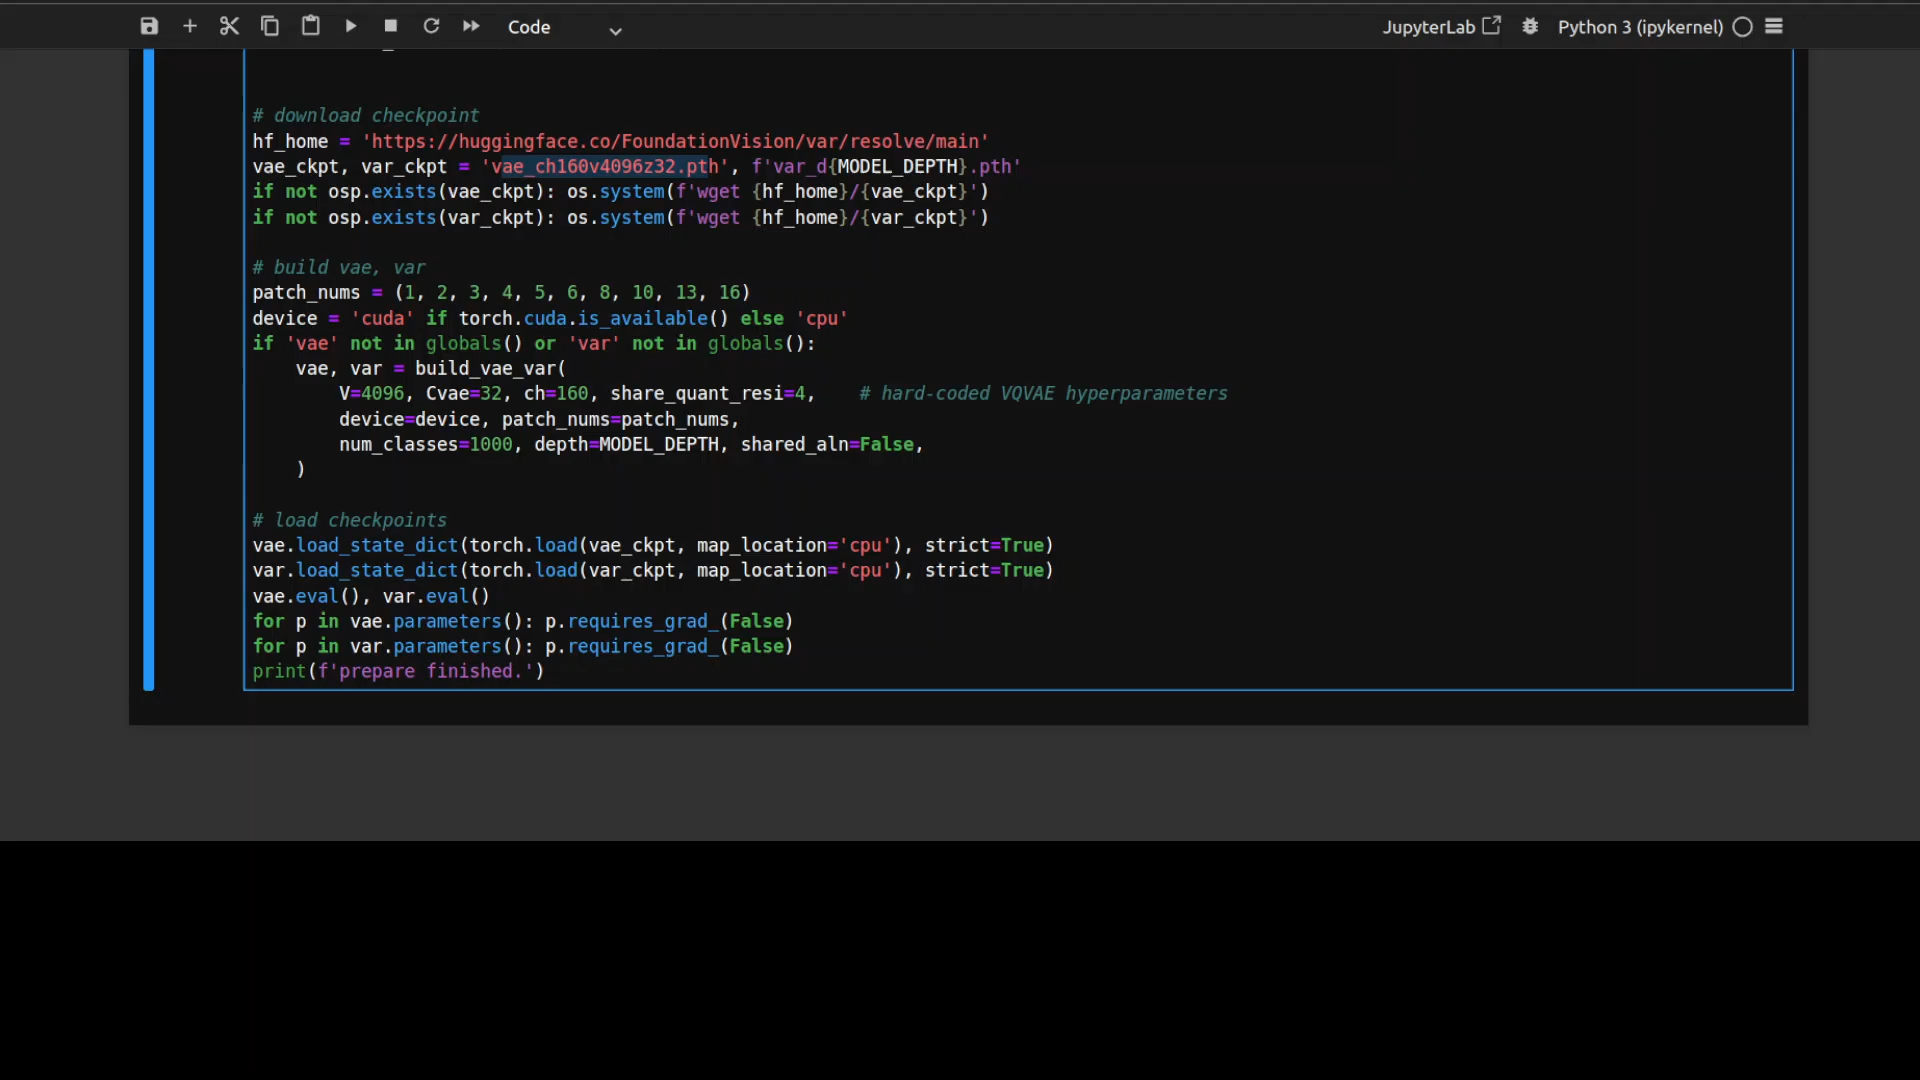 Code
JupyterLab
Python 3 (ipykernel)
# download checkpoint
hf_home = 'https://huggingface.co/FoundationVision/var/resolve/main'
vae_ckpt, var_ckpt = 'vae_ch160v4096z32.pth', f'var_d{MODEL_DEPTH}.pth'
if not osp.exists(vae_ckpt): os.system(f'wget {hf_home}/{vae_ckpt}')
if not osp.exists(var_ckpt): os.system(f'wget {hf_home}/{var_ckpt}')
# build vae, var
patch_nums = (1, 2, 3, 4, 5, 6, 8, 10, 13, 16)
device = 'cuda' if torch.cuda.is_available() else 'cpu'
if 'vae' not in globals() or 'var' not in globals():
    vae, var = build_vae_var(
        V=4096, Cvae=32, ch=160, share_quant_resi=4,    # hard-coded VQVAE hyperparameters
        device=device, patch_nums=patch_nums,
        num_classes=1000, depth=MODEL_DEPTH, shared_aln=False,
    )
# load checkpoints
vae.load_state_dict(torch.load(vae_ckpt, map_location='cpu'), strict=True)
var.load_state_dict(torch.load(var_ckpt, map_location='cpu'), strict=True)
vae.eval(), var.eval()
for p in vae.parameters(): p.requires_grad_(False)
for p in var.parameters(): p.requires_grad_(False)
print(f'prepare finished.')